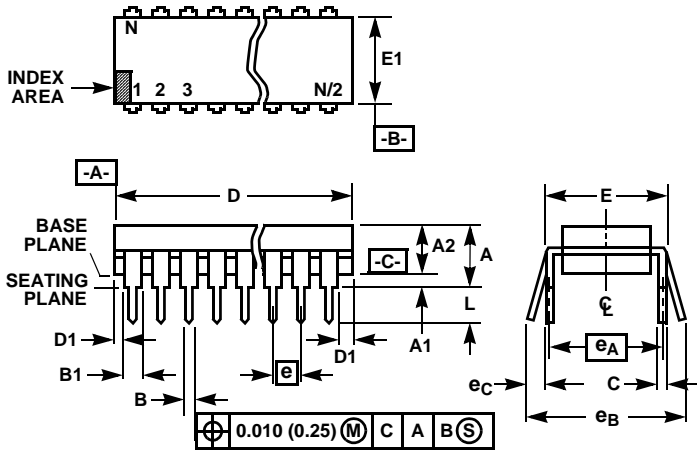 N
E1
INDEX
AREA
1 2 3 N/2
-B-
-A-
D
E
BASE
PLANE
A2
A
-C-
SEATING
PLANE
L
CL
D1
A1
D1
eA
B1
e
eC
C
B
eB
0.010 (0.25) M C A B S